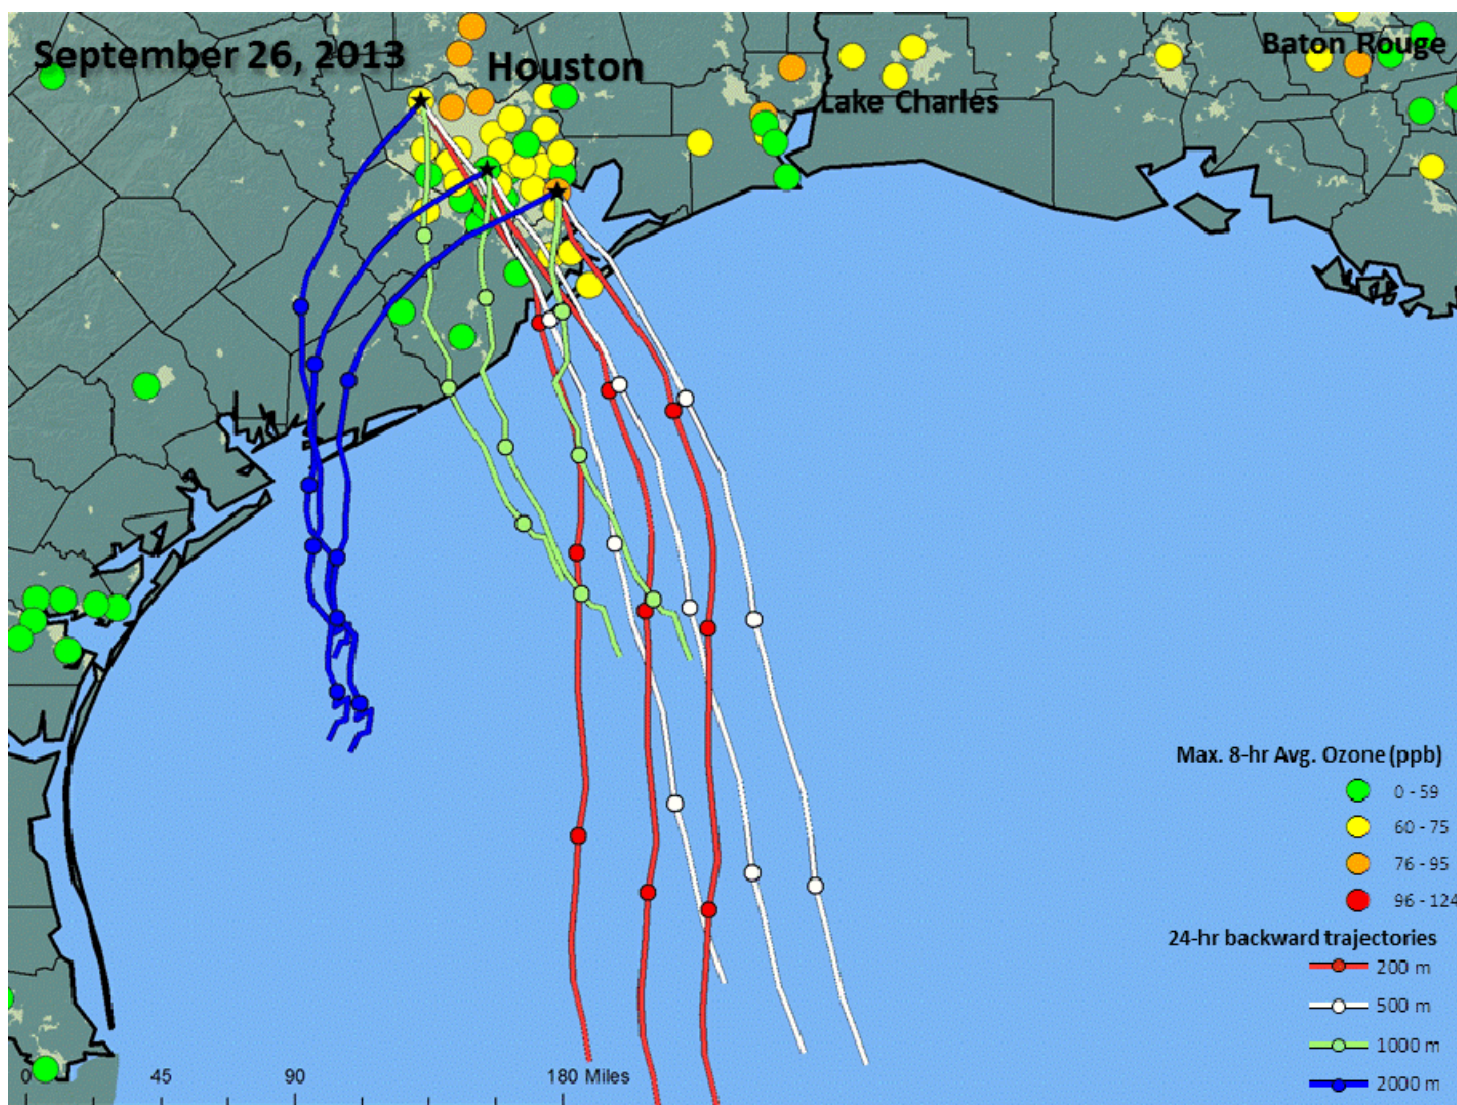 September 26, 2013
Houston
Baton Rouge
Lake Charles
Max. 8-hr Avg. Ozone (ppb)
0 - 59
60 - 75
76 - 95
96 - 124
24-hr backward trajectories
200 m
500 m
1000 m
2000 m
0 45 90 180 Miles